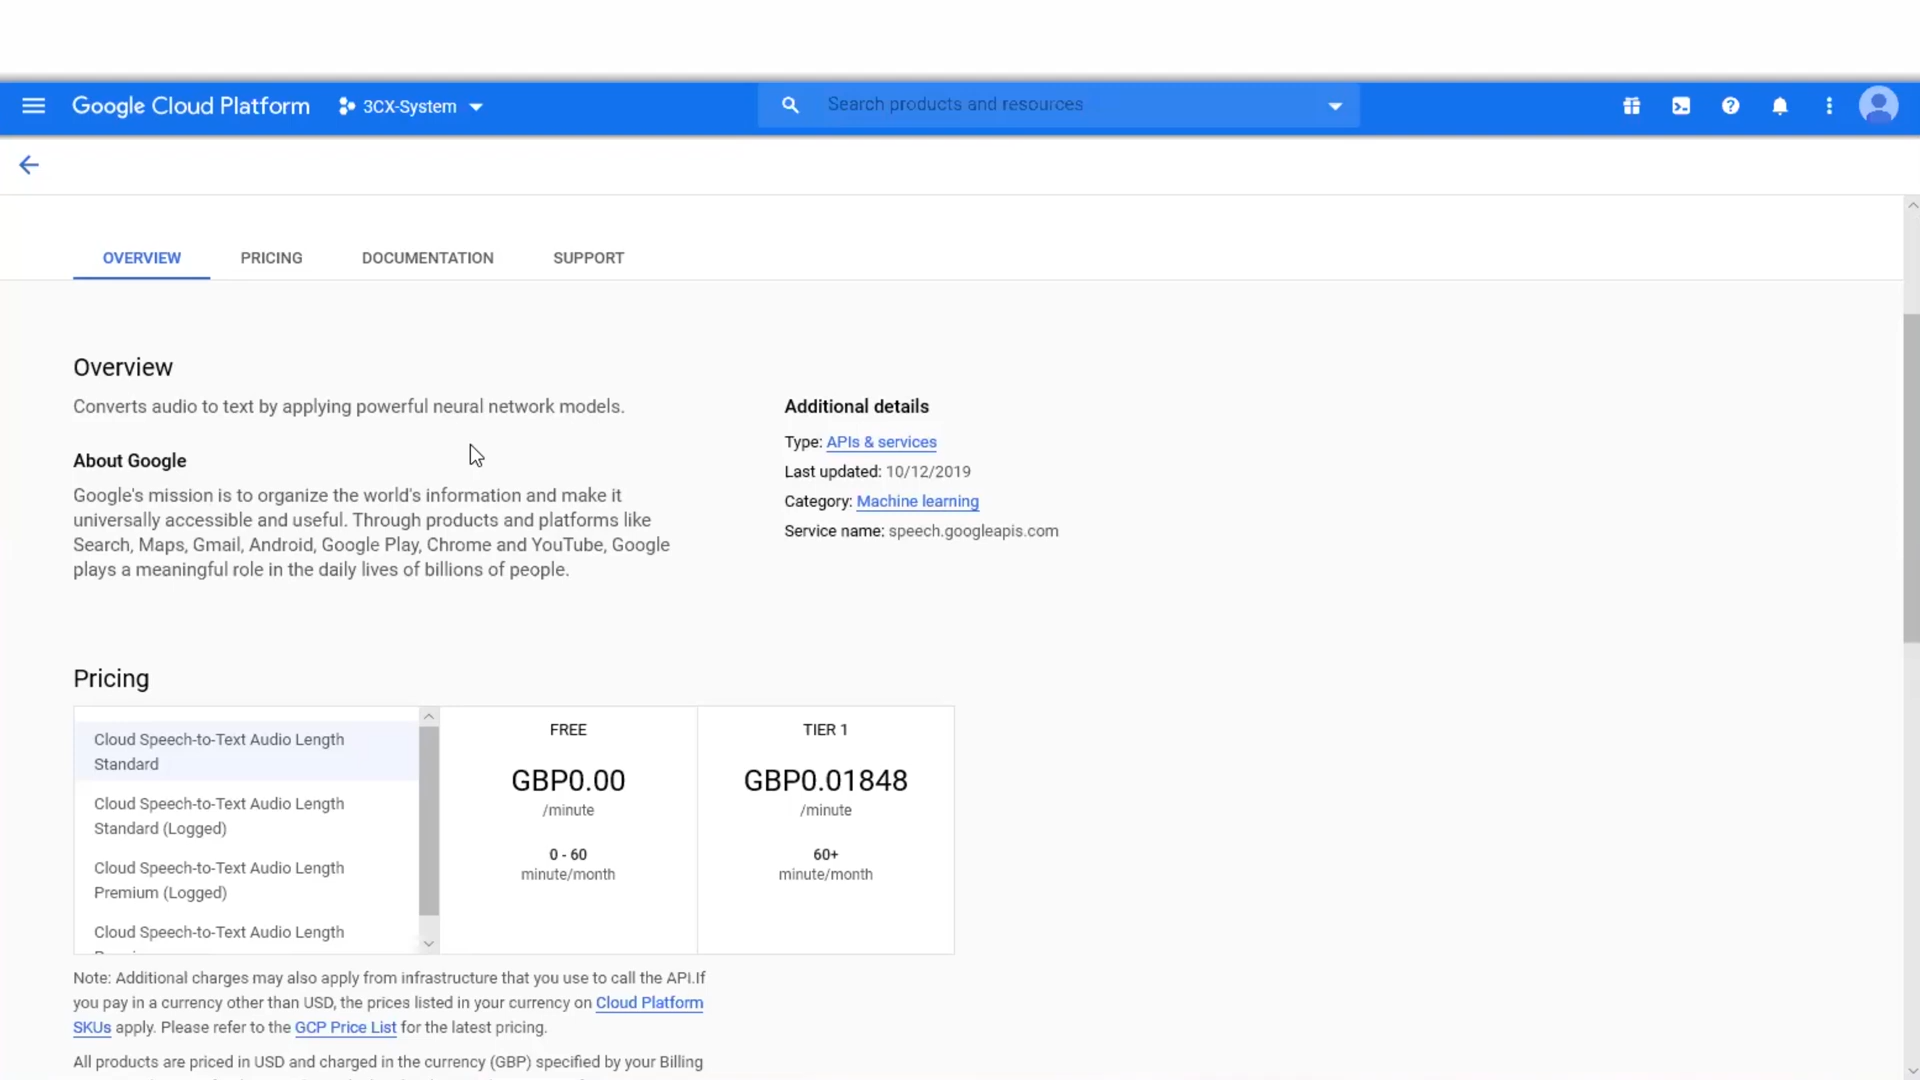 Google Cloud Platform
3CX-System
Search products and resources
OVERVIEW
PRICING
DOCUMENTATION
SUPPORT
Overview
Converts audio to text by applying powerful neural network models.
About Google
Google's mission is to organize the world's information and make it
universally accessible and useful. Through products and platforms like
Search, Maps, Gmail, Android, Google Play, Chrome and YouTube, Google
plays a meaningful role in the daily lives of billions of people.
Additional details
Type: APIs & services
Last updated: 10/12/2019
Category: Machine learning
Service name: speech.googleapis.com
Pricing
Cloud Speech-to-Text Audio Length
Standard
Cloud Speech-to-Text Audio Length
Standard (Logged)
Cloud Speech-to-Text Audio Length
Premium (Logged)
Cloud Speech-to-Text Audio Length
FREE
GBP0.00
/minute
0 - 60
minute/month
TIER 1
GBP0.01848
/minute
60+
minute/month
Note: Additional charges may also apply from infrastructure that you use to call the API.If
you pay in a currency other than USD, the prices listed in your currency on Cloud Platform
SKUs apply. Please refer to the GCP Price List for the latest pricing.
All products are priced in USD and charged in the currency (GBP) specified by your Billing